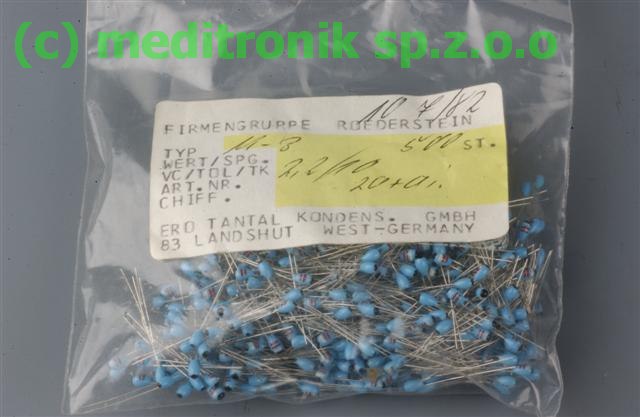 (c) meditronik sp.z.o.o
10 7/82
FIRMENGRUPPE ROEDERSTEIN
TYP 500 ST.
WERT/SPG. 2,2/10
VC/TOL/TK
ART.NR.
CHIFF.
ERO TANTAL KONDENS. GMBH
83 LANDSHUT WEST-GERMANY